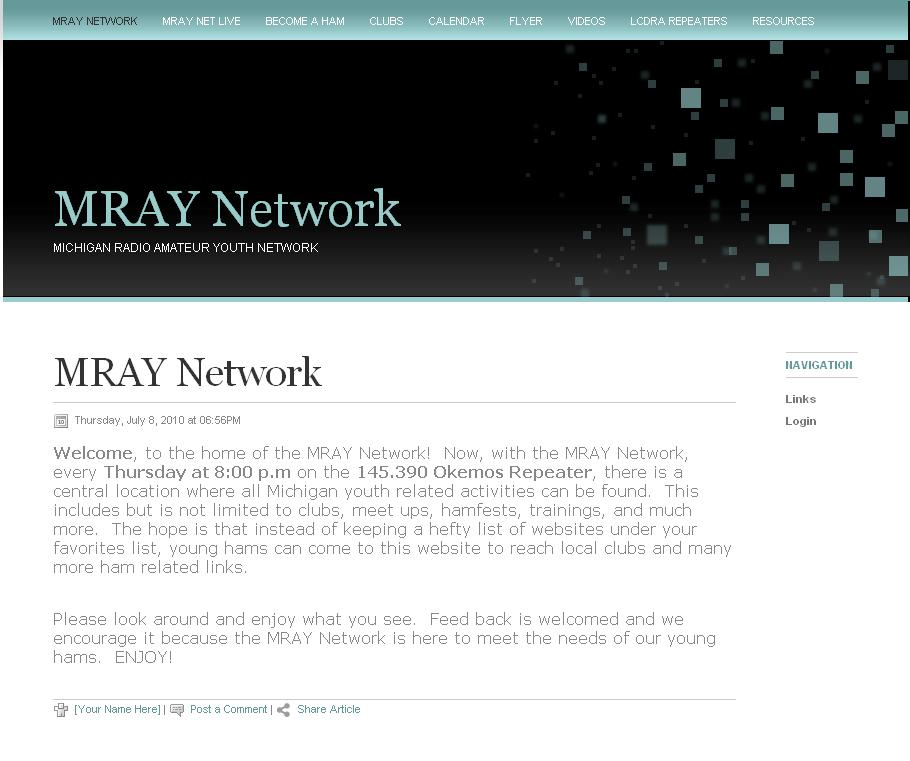 MRAY NETWORK MRAY NET LIVE BECOME A HAM CLUBS CALENDAR FLYER VIDEOS LCDRA REPEATERS RESOURCES
MRAY Network
MICHIGAN RADIO AMATEUR YOUTH NETWORK
MRAY Network
Thursday, July 8, 2010 at 06:56PM
Welcome, to the home of the MRAY Network!  Now, with the MRAY Network,
every Thursday at 8:00 p.m on the 145.390 Okemos Repeater, there is a
central location where all Michigan youth related activities can be found.  This
includes but is not limited to clubs, meet ups, hamfests, trainings, and much
more.  The hope is that instead of keeping a hefty list of websites under your
favorites list, young hams can come to this website to reach local clubs and many
more ham related links.
Please look around and enjoy what you see.  Feed back is welcomed and we
encourage it because the MRAY Network is here to meet the needs of our young
hams.  ENJOY!
[Your Name Here] | Post a Comment | Share Article
NAVIGATION
Links
Login